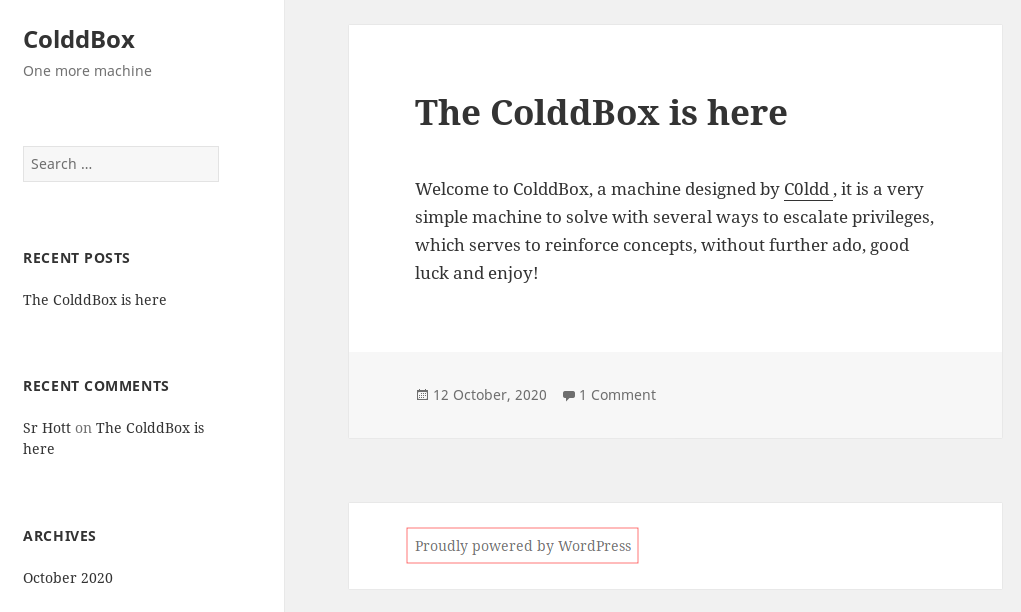 ColddBox
One more machine
Search ...
RECENT POSTS
The ColddBox is here
RECENT COMMENTS
Sr Hott on The ColddBox is
here
ARCHIVES
October 2020
The ColddBox is here
Welcome to ColddBox, a machine designed by C0ldd , it is a very
simple machine to solve with several ways to escalate privileges,
which serves to reinforce concepts, without further ado, good
luck and enjoy!
12 October, 2020 1 Comment
Proudly powered by WordPress